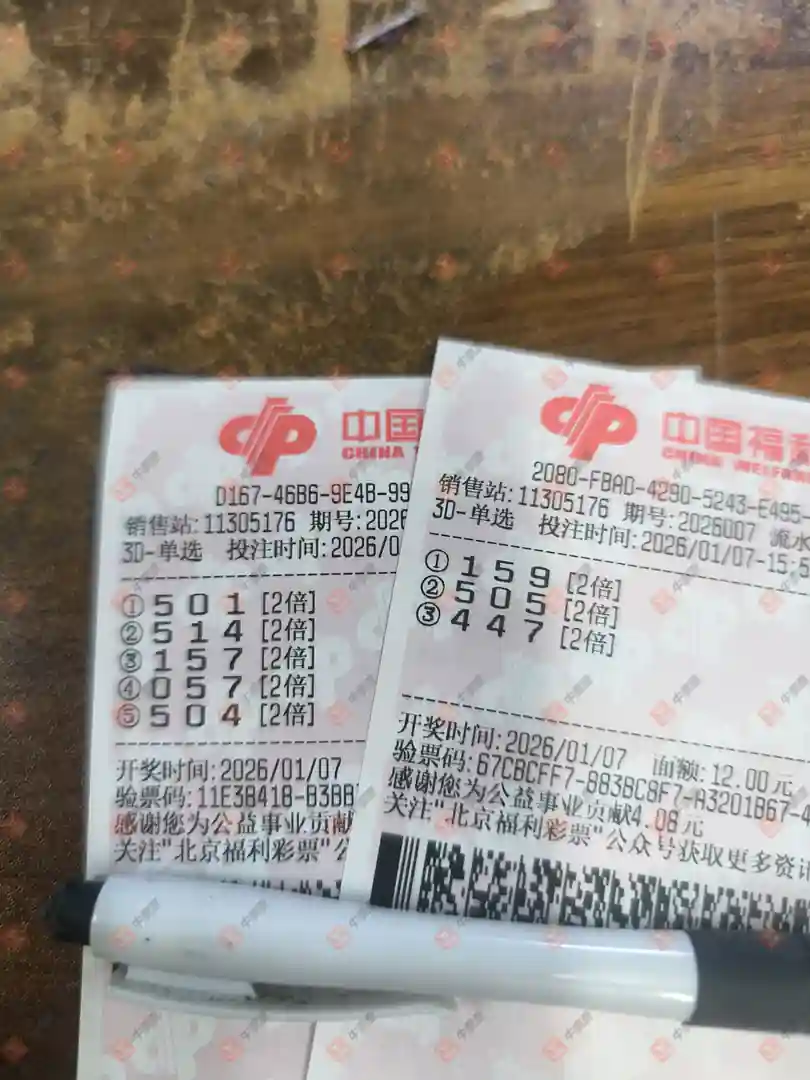 中国
CHINA
D167-46B6-9E4B-99
销售站:11305176 期号:2026
3D-单选 投注时间:2026/0
①501 [2倍]
②514 [2倍]
③157 [2倍]
④057 [2倍]
⑤504 [2倍]
开奖时间:2026/01/07
验票码:11E3841B-B3BB
感谢您为公益事业贡献
关注"北京福利彩票"公
中国福
CHINA WELFA
2080-FBAD-4290-5243-E495-
销售站:11305176 期号:2026007 流水
3D-单选 投注时间:2026/01/07-15:5
①159 [2倍]
②505 [2倍]
③447 [2倍]
开奖时间:2026/01/07 面额:12.00元
验票码:67CBCFF7-BB3BC8F7-A3201B67-4
感谢您为公益事业贡献4.08元
关注"北京福利彩票"公众号获取更多资讯